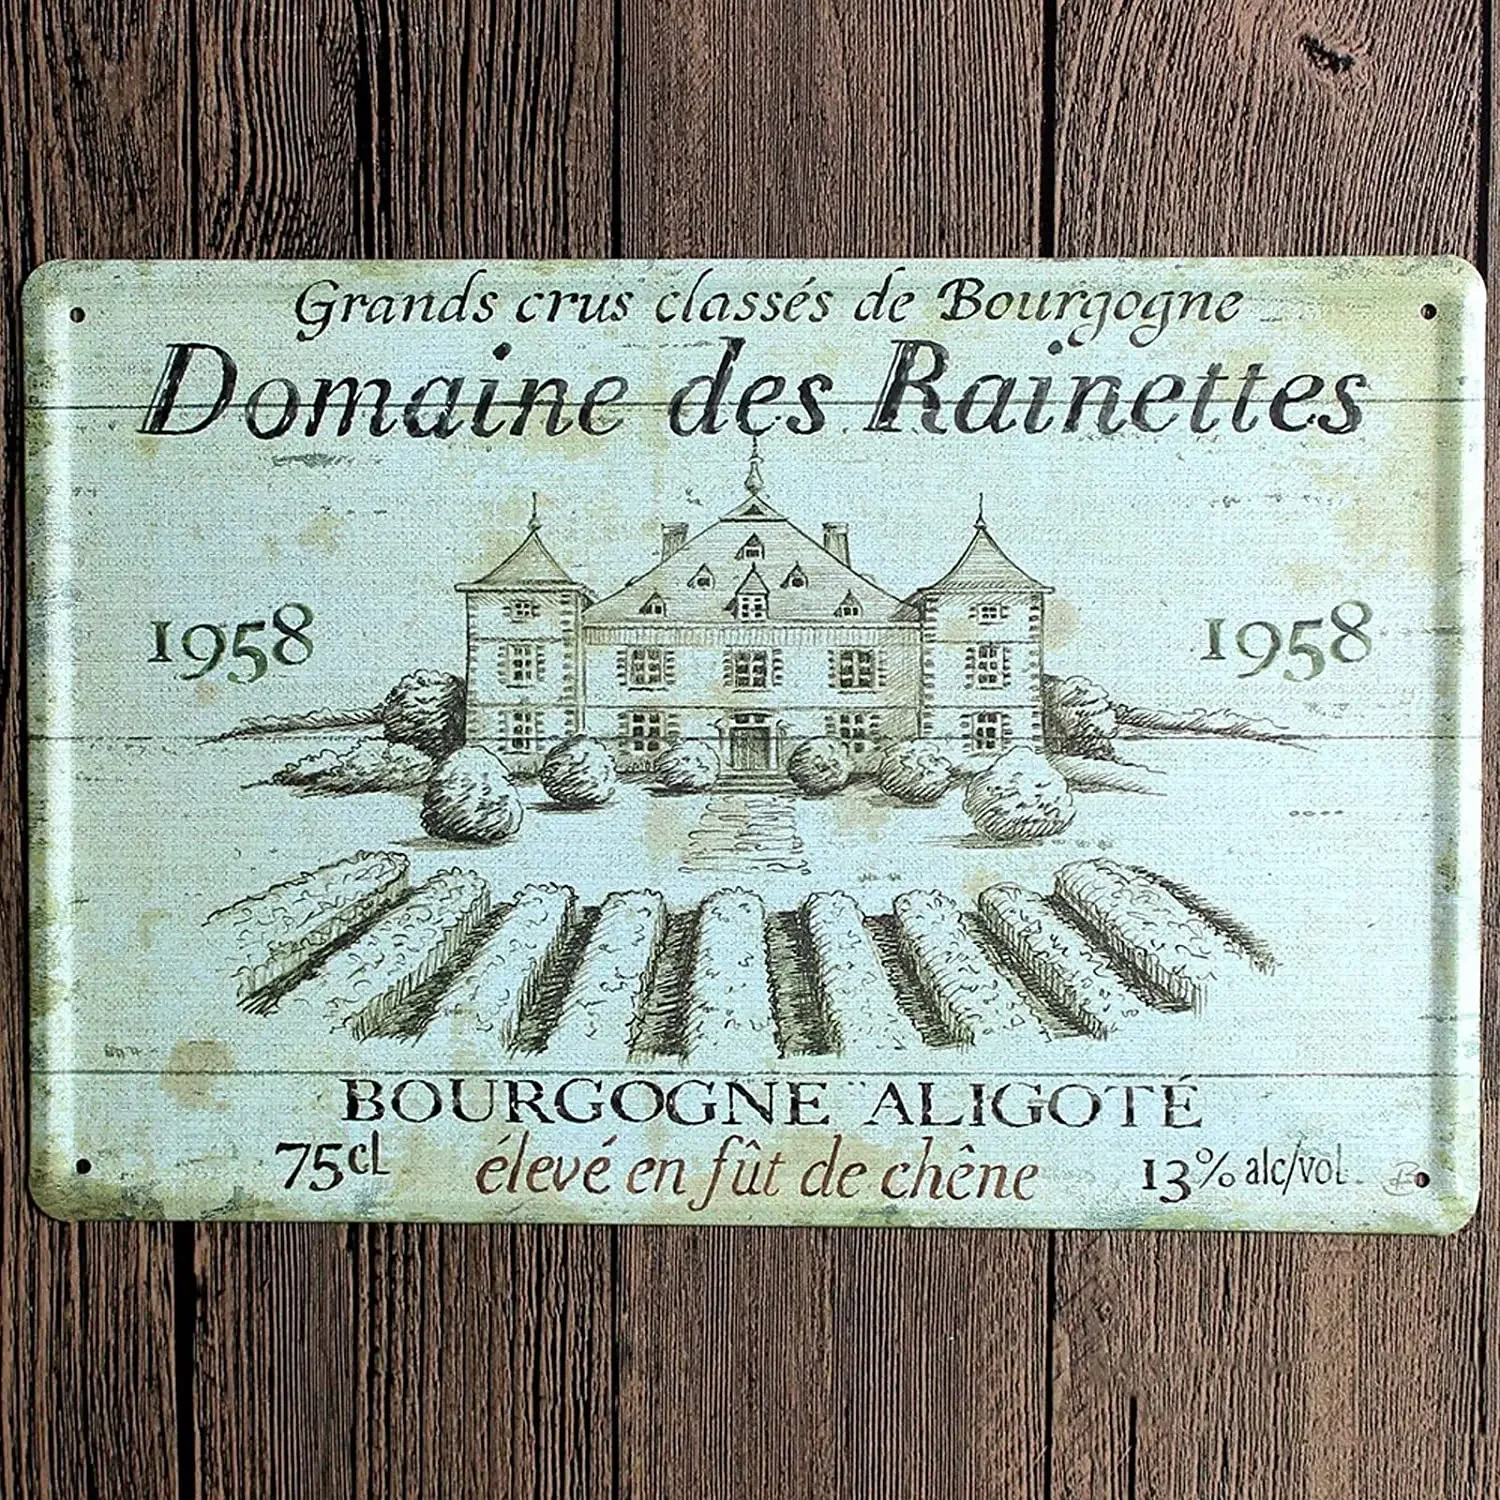 Grands crus classés de Bourgogne
Domaine des Rainettes
1958 1958
BOURGOGNE ALIGOTÉ
75cl élevé en fût de chêne 13% alc/vol